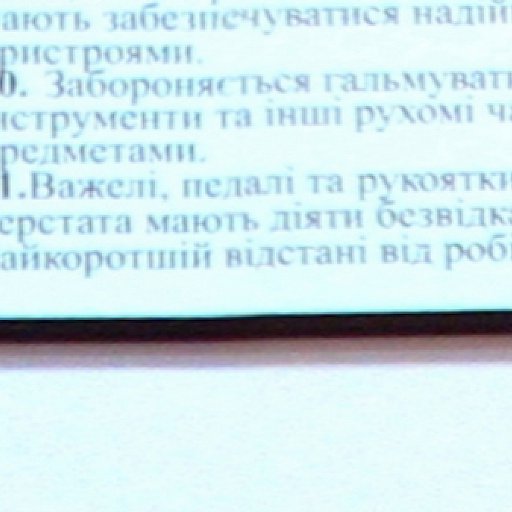 ають забезпечуватися надій
ристроями.
0. Забороняється гальмувати
нструменти та інші рухомі ча
редметами.
1.Важелі, педалі та рукоятки
ерстата мають діяти безвідка
айкоротшій відстані від робі